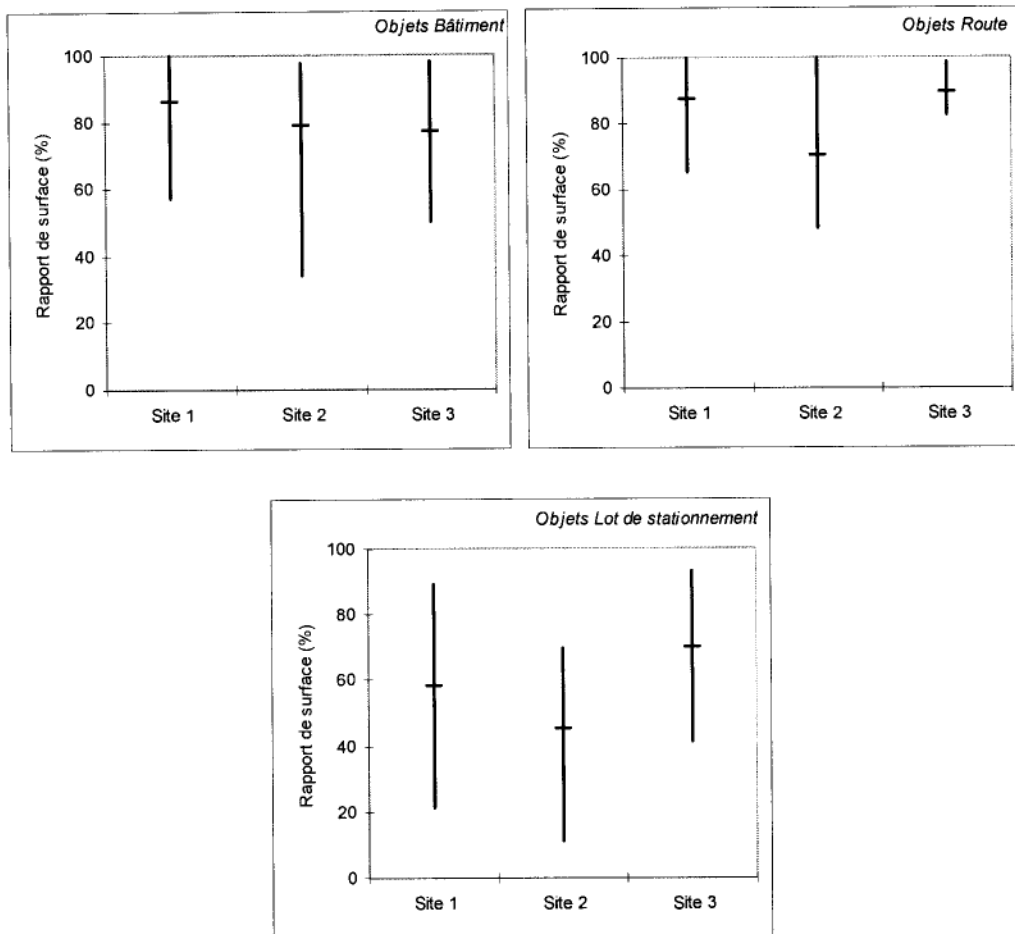 Objets Bâtiment
Rapport de surface (%)
100
80
60
40
20
0
Site 1 Site 2 Site 3
Objets Route
Rapport de surface (%)
100
80
60
40
20
0
Site 1 Site 2 Site 3
Objets Lot de stationnement
Rapport de surface (%)
100
80
60
40
20
0
Site 1 Site 2 Site 3